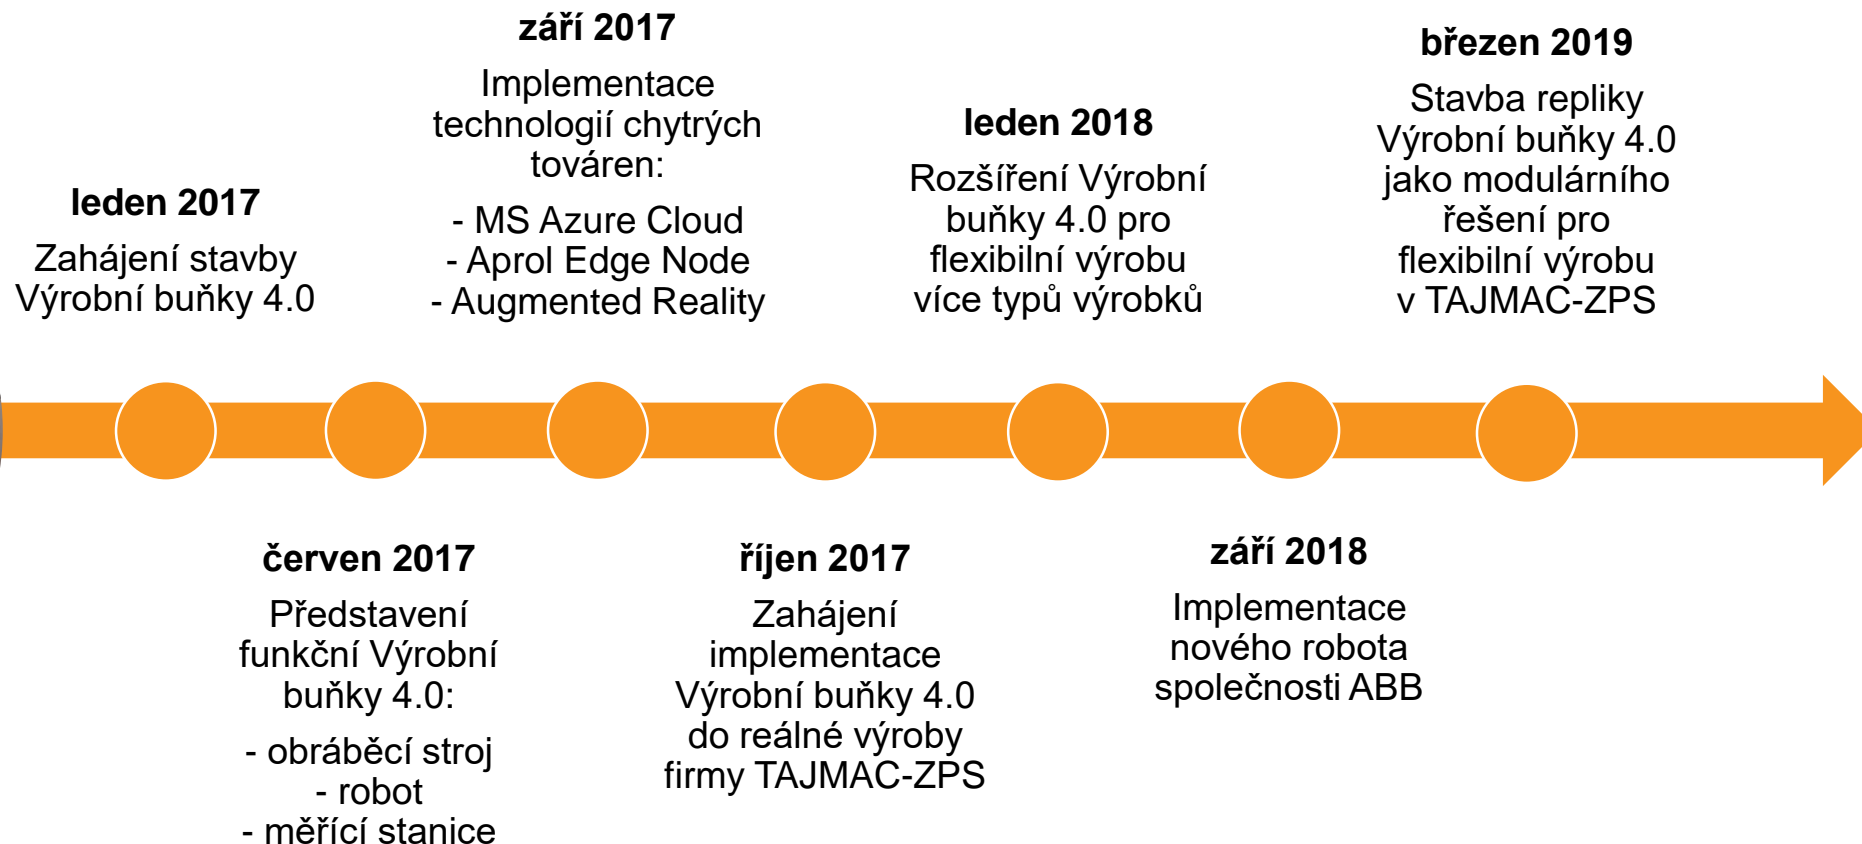 leden 2017
Zahájení stavby
Výrobní buňky 4.0
červen 2017
Představení
funkční Výrobní
buňky 4.0:
- obráběcí stroj
- robot
- měřící stanice
září 2017
Implementace
technologií chytrých
továren:
- MS Azure Cloud
- Aprol Edge Node
- Augmented Reality
říjen 2017
Zahájení
implementace
Výrobní buňky 4.0
do reálné výroby
firmy TAJMAC-ZPS
leden 2018
Rozšíření Výrobní
buňky 4.0 pro
flexibilní výrobu
více typů výrobků
září 2018
Implementace
nového robota
společnosti ABB
březen 2019
Stavba repliky
Výrobní buňky 4.0
jako modulárního
řešení pro
flexibilní výrobu
v TAJMAC-ZPS